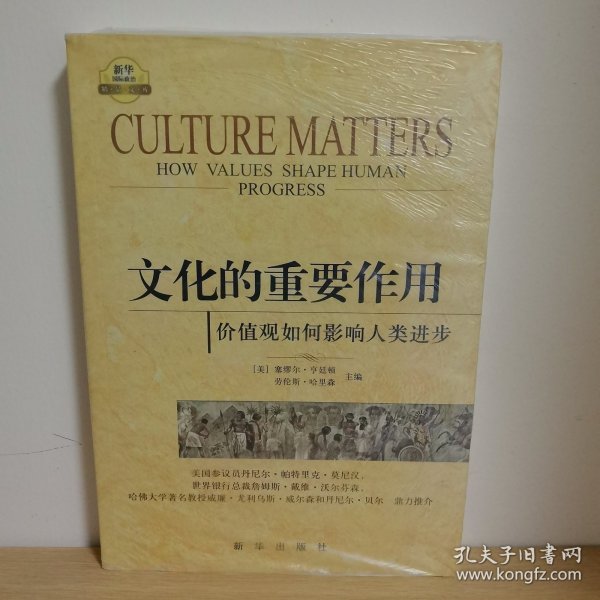 新华
国际政治
CULTURE MATTERS
HOW VALUES SHAPE HUMAN
PROGRESS
文化的重要作用
价值观如何影响人类进步
[美] 塞缪尔·亨廷顿
劳伦斯·哈里森 主编
美国参议员丹尼尔·帕特里克·莫尼汉，
世界银行总裁詹姆斯·戴维·沃尔芬森，
哈佛大学著名教授威廉·尤利乌斯·威尔森和丹尼尔·贝尔 鼎力推介
新华出版社
孔夫子旧书网
www.kongfz.com